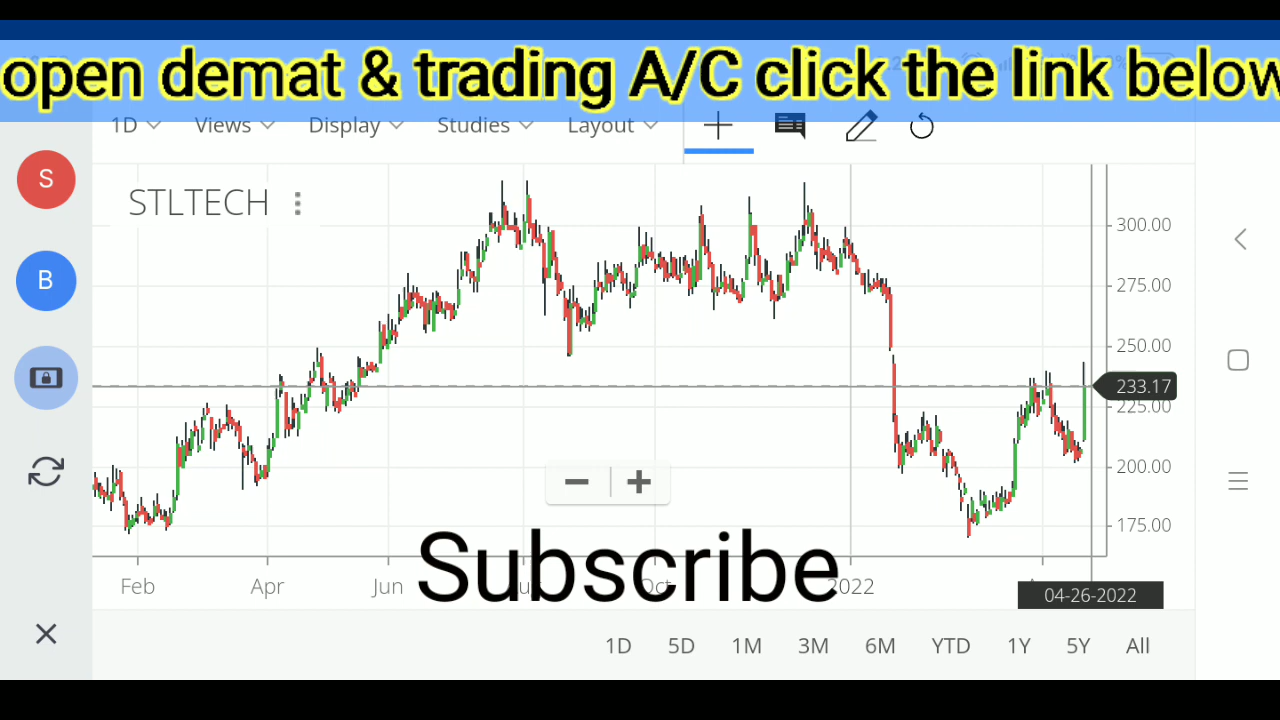 open demat & trading A/C click the link below
1D Views Display Studies Layout
S
STLTECH
300.00
B
275.00
250.00
233.17
225.00
200.00
175.00
Subscribe
Feb Apr Jun Oct 2022
04-26-2022
1D 5D 1M 3M 6M YTD 1Y 5Y All